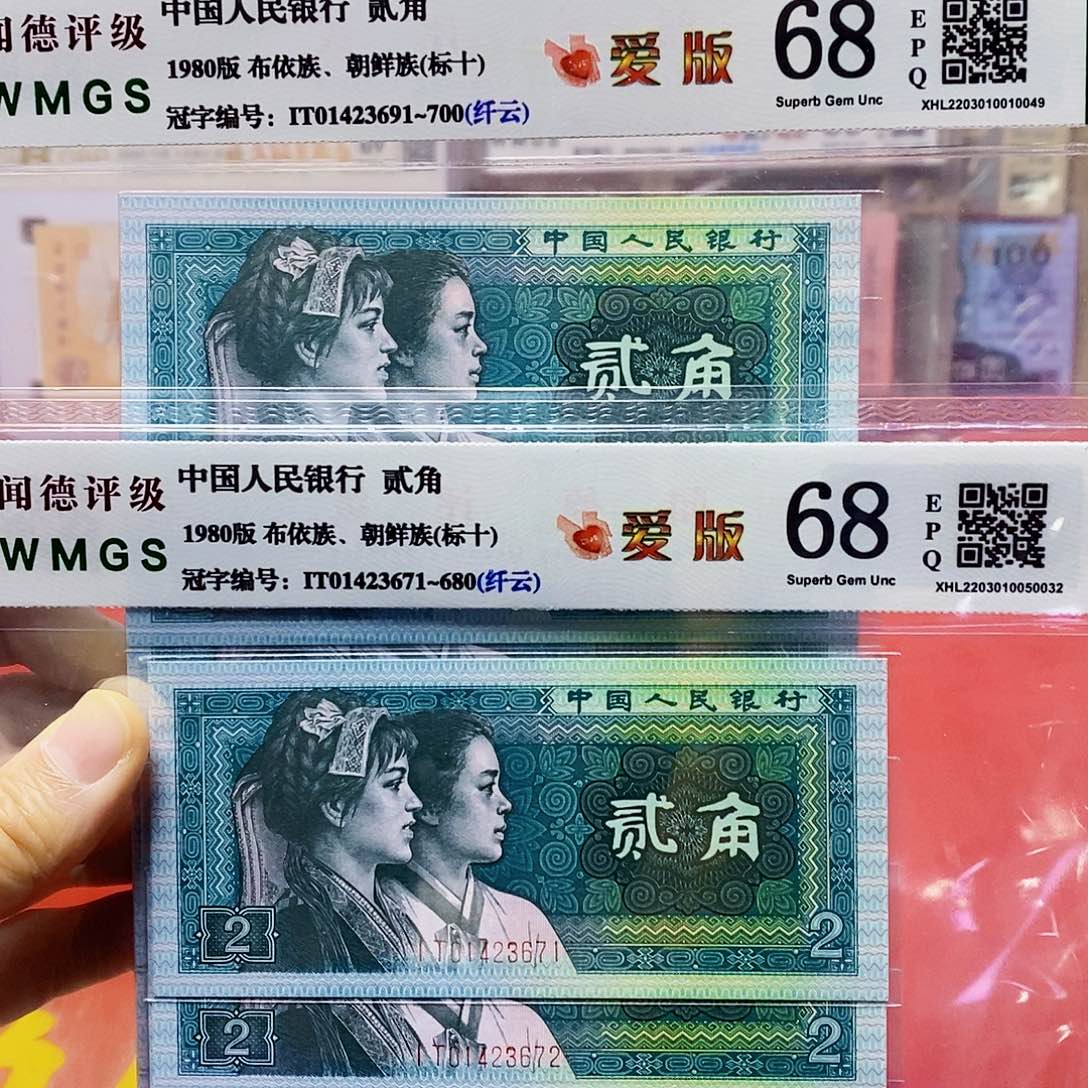 闻德评级
WMGS
中国人民银行 贰角
1980版 布依族、朝鲜族(标十)
冠字编号：IT01423691~700(纤云)
爱版
68
Superb Gem Unc
EPQ
XHL2203010010049
106
中国人民银行
贰角
闻德评级
WMGS
中国人民银行 贰角
1980版 布依族、朝鲜族(标十)
冠字编号：IT01423671~680(纤云)
爱版
68
Superb Gem Unc
EPQ
XHL2203010050032
中国人民银行
贰角
2
IT01423671
2
2
IT01423672
2